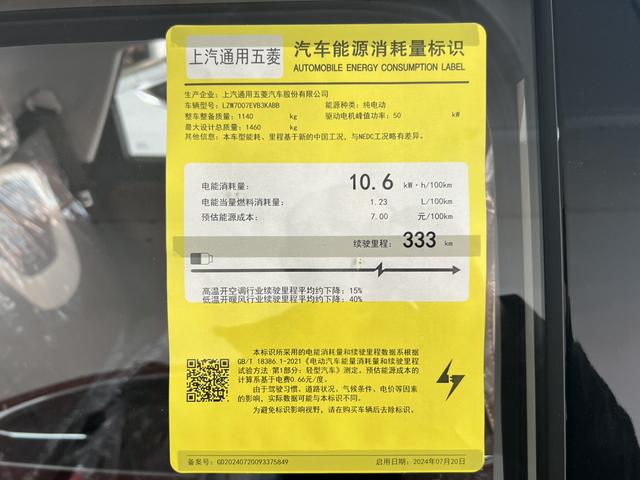 上汽通用五菱
汽车能源消耗量标识
AUTOMOBILE ENERGY CONSUMPTION LABEL
生产企业：上汽通用五菱汽车股份有限公司
车辆型号：LZW7007EVB3KABB 能源种类：纯电动
整车整备质量：1140 kg 驱动电机峰值功率：50 kW
最大设计总质量：1460 kg
其他信息：本车型能耗、里程基于新的中国工况，与NEDC工况略有差异。
电能消耗量： 10.6 kW·h/100km
电能当量燃料消耗量： 1.23 L/100km
预估能源成本： 7.00 元/100km
续驶里程：333 km
高温开空调行业续驶里程平均约下降：15%
低温开暖风行业续驶里程平均约下降：40%
本标识所采用的电能消耗量和续驶里程数据系根据
GB/T 18386.1-2021《电动汽车能量消耗量和续驶里程
试验方法 第1部分：轻型汽车》测定。预估能源成本的
计算系基于电费0.66元/度。
由于驾驶习惯、道路状况、气候条件、电价等因素
的影响，实际数据可能与本标识不同。
为避免标识影响视野，请在购买车辆后去除标识。
备案号：GD20240720093375849 启用日期：2024年07月20日